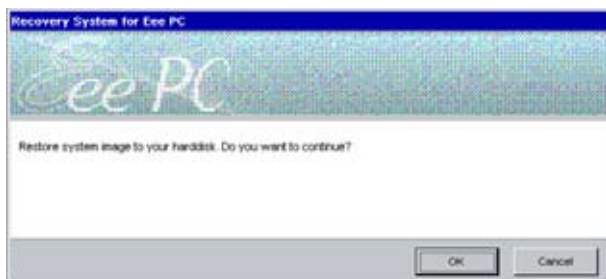 Recovery System for Eee PC
Eee PC
Restore system image to your harddisk. Do you want to continue?
OK
Cancel